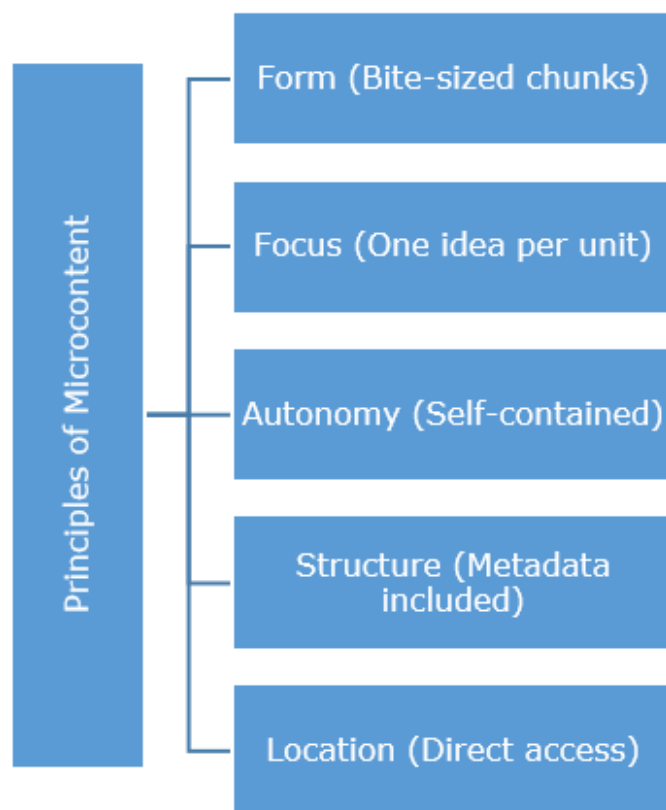 Principles of Microcontent
Form (Bite-sized chunks)
Focus (One idea per unit)
Autonomy (Self-contained)
Structure (Metadata
included)
Location (Direct access)